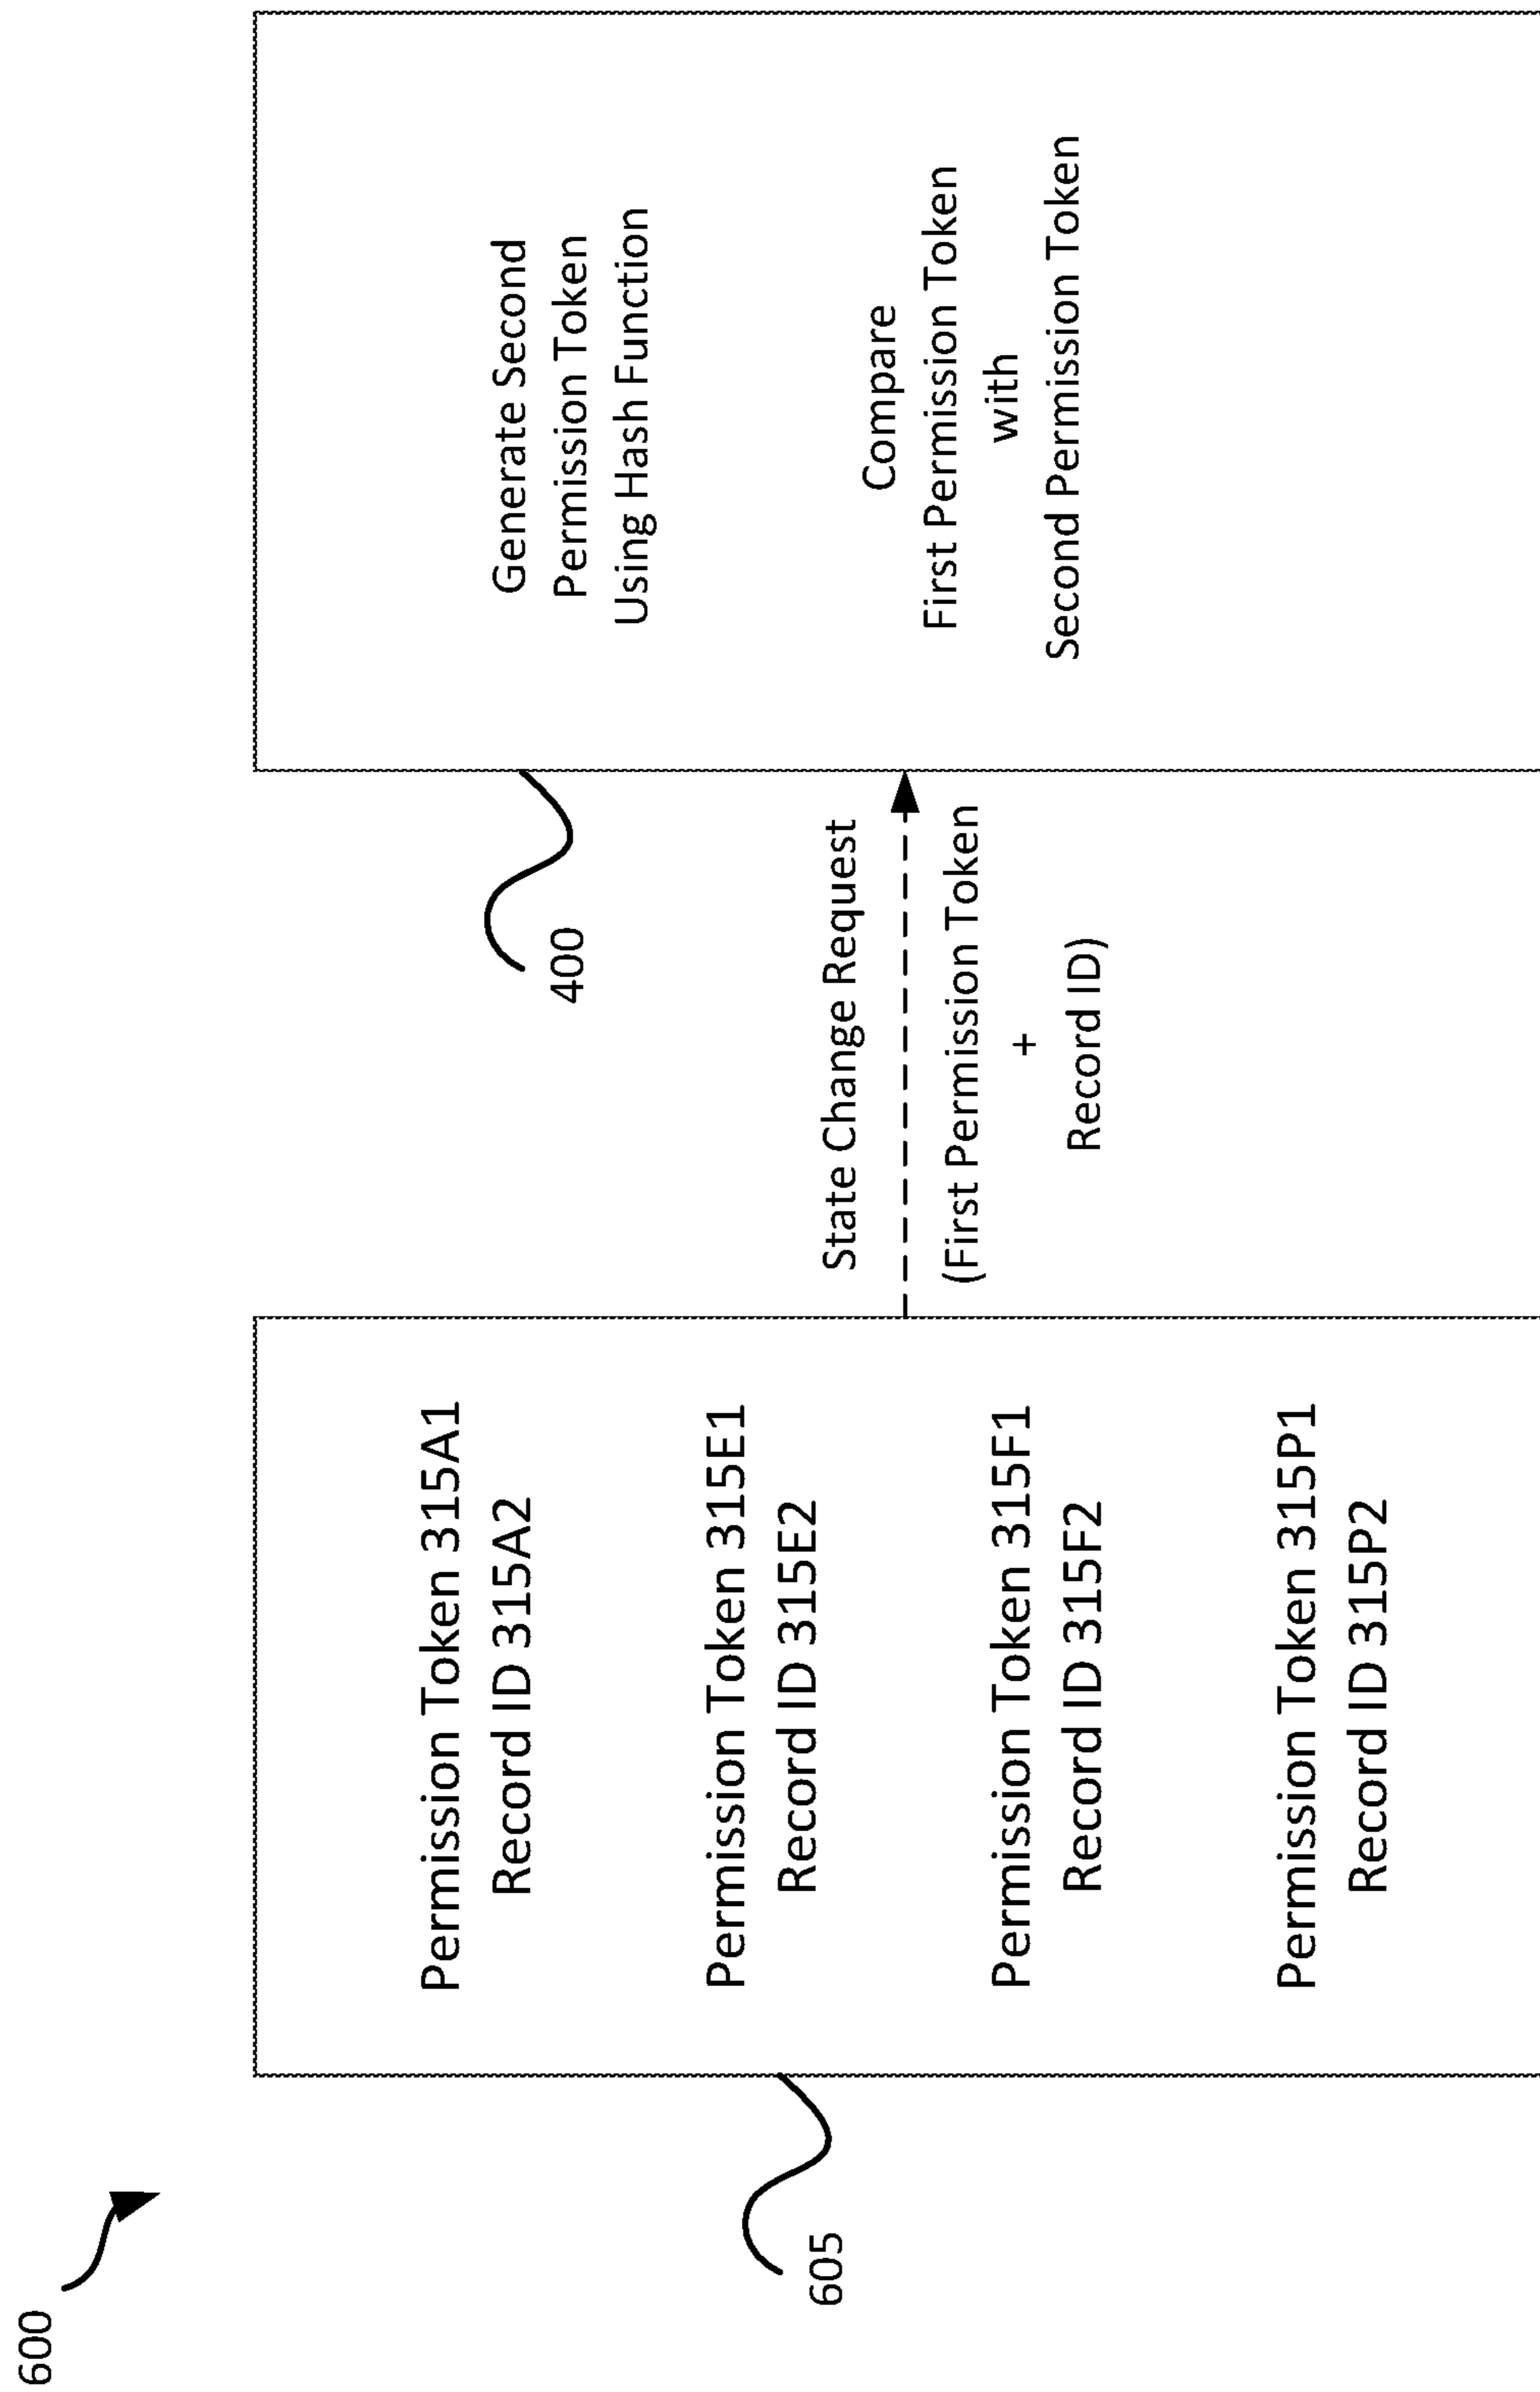 600
605
Permission Token 315A1
Record ID 315A2
Permission Token 315E1
Record ID 315E2
Permission Token 315F1
Record ID 315F2
Permission Token 315P1
Record ID 315P2
State Change Request
(First Permission Token
+
Record ID)
400
Generate Second
Permission Token
Using Hash Function
Compare
First Permission Token
with
Second Permission Token